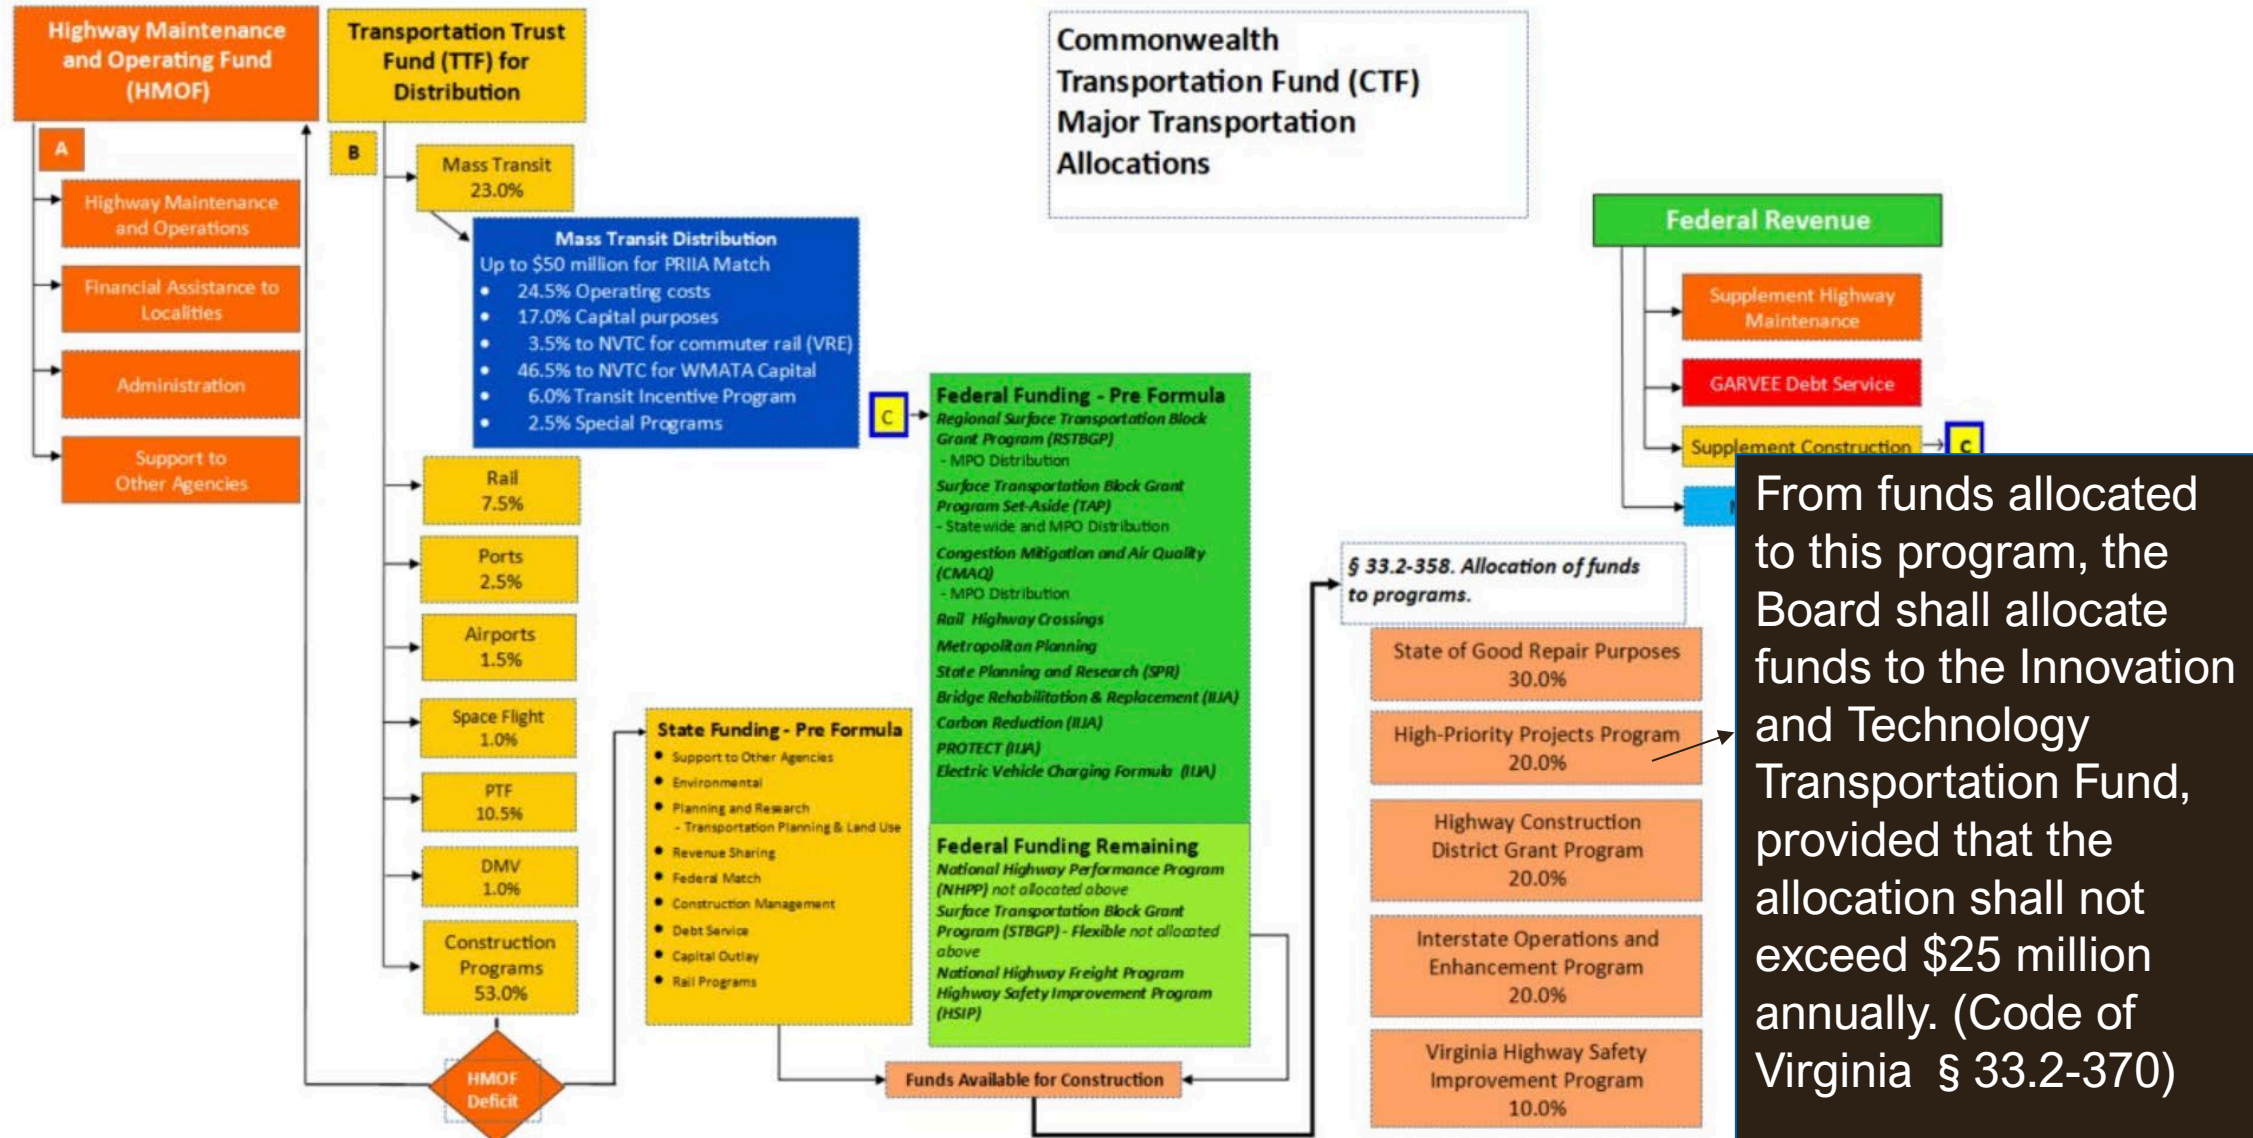 Highway Maintenance
and Operating Fund
(HMOF)
A
Highway Maintenance
and Operations
Financial Assistance to
Localities
Administration
Support to
Other Agencies
Transportation Trust
Fund (TTF) for
Distribution
B
Mass Transit
23.0%
Mass Transit Distribution
Up to $50 million for PRIIA Match
• 24.5% Operating costs
• 17.0% Capital purposes
• 3.5% to NVTC for commuter rail (VRE)
• 46.5% to NVTC for WMATA Capital
• 6.0% Transit Incentive Program
• 2.5% Special Programs
Rail
7.5%
Ports
2.5%
Airports
1.5%
Space Flight
1.0%
PTF
10.5%
DMV
1.0%
Construction
Programs
53.0%
HMOF
Deficit
State Funding - Pre Formula
• Support to Other Agencies
• Environmental
• Planning and Research
- Transportation Planning & Land Use
• Revenue Sharing
• Federal Match
• Construction Management
• Debt Service
• Capital Outlay
• Rail Programs
C
Federal Funding - Pre Formula
Regional Surface Transportation Block
Grant Program (RSTBGP)
- MPO Distribution
Surface Transportation Block Grant
Program Set-Aside (TAP)
- Statewide and MPO Distribution
Congestion Mitigation and Air Quality
(CMAQ)
- MPO Distribution
Rail Highway Crossings
Metropolitan Planning
State Planning and Research (SPR)
Bridge Rehabilitation & Replacement (IIJA)
Carbon Reduction (IIJA)
PROTECT (IIJA)
Electric Vehicle Charging Formula (IIJA)
Federal Funding Remaining
National Highway Performance Program
(NHPP) not allocated above
Surface Transportation Block Grant
Program (STBGP) - Flexible not allocated
above
National Highway Freight Program
Highway Safety Improvement Program
(HSIP)
Funds Available for Construction
Commonwealth
Transportation Fund (CTF)
Major Transportation
Allocations
Federal Revenue
Supplement Highway
Maintenance
GARVEE Debt Service
Supplement Construction
C
§ 33.2-358. Allocation of funds
to programs.
State of Good Repair Purposes
30.0%
High-Priority Projects Program
20.0%
Highway Construction
District Grant Program
20.0%
Interstate Operations and
Enhancement Program
20.0%
Virginia Highway Safety
Improvement Program
10.0%
From funds allocated
to this program, the
Board shall allocate
funds to the Innovation
and Technology
Transportation Fund,
provided that the
allocation shall not
exceed $25 million
annually. (Code of
Virginia § 33.2-370)